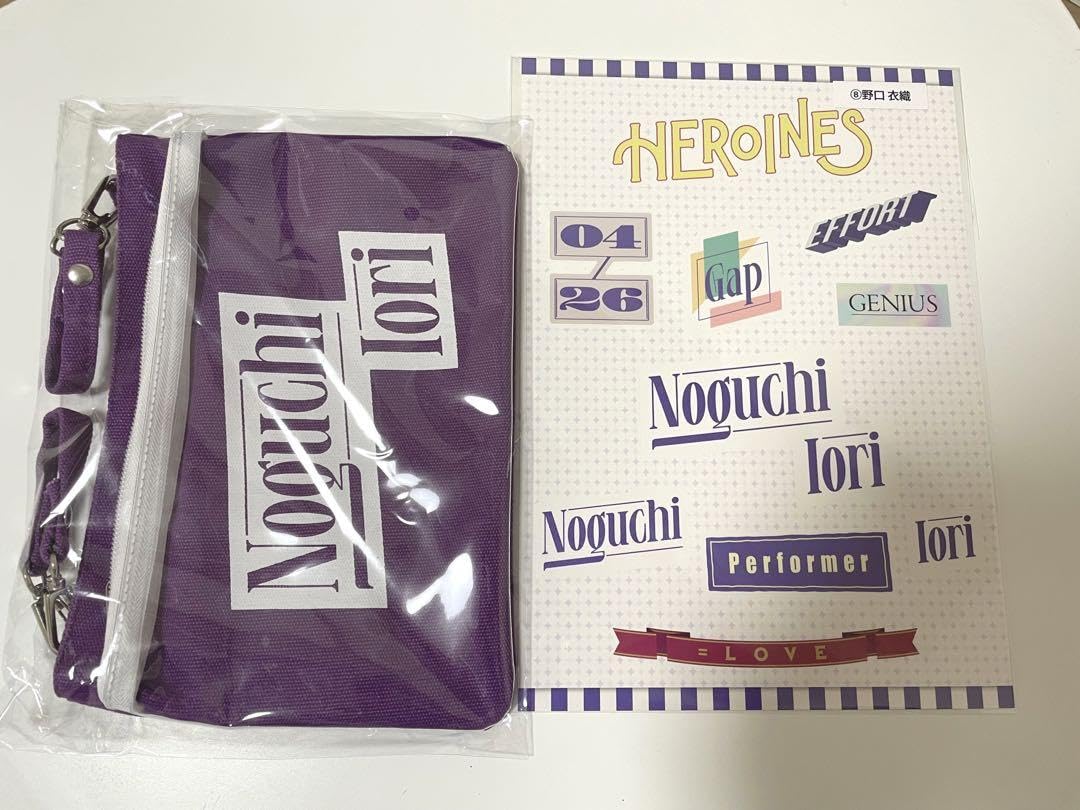 Noguchi
Iori
⑧野口 衣織
HEROINES
04
26
Gap
EFFORT
GENIUS
Noguchi
Iori
Noguchi
Performer
Iori
=LOVE